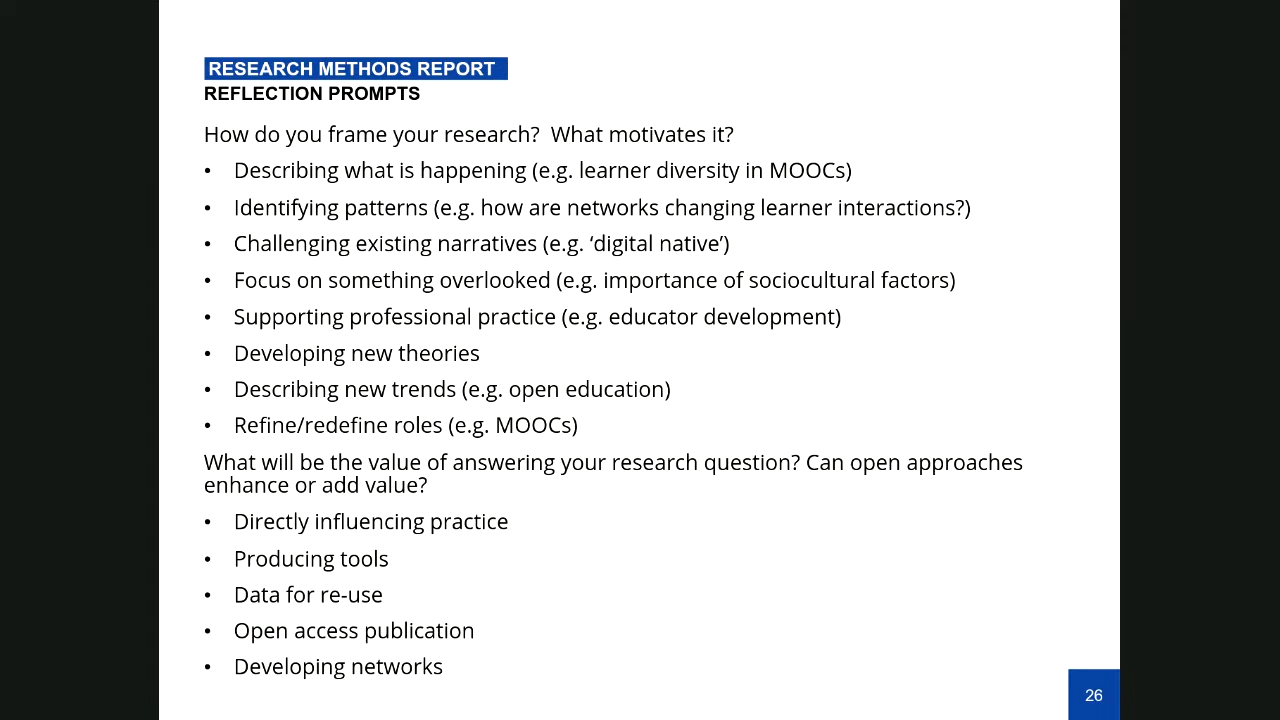 RESEARCH METHODS REPORT
REFLECTION PROMPTS
How do you frame your research?  What motivates it?
• Describing what is happening (e.g. learner diversity in MOOCs)
• Identifying patterns (e.g. how are networks changing learner interactions?)
• Challenging existing narratives (e.g. ‘digital native’)
• Focus on something overlooked (e.g. importance of sociocultural factors)
• Supporting professional practice (e.g. educator development)
• Developing new theories
• Describing new trends (e.g. open education)
• Refine/redefine roles (e.g. MOOCs)
What will be the value of answering your research question? Can open approaches
enhance or add value?
• Directly influencing practice
• Producing tools
• Data for re-use
• Open access publication
• Developing networks
26